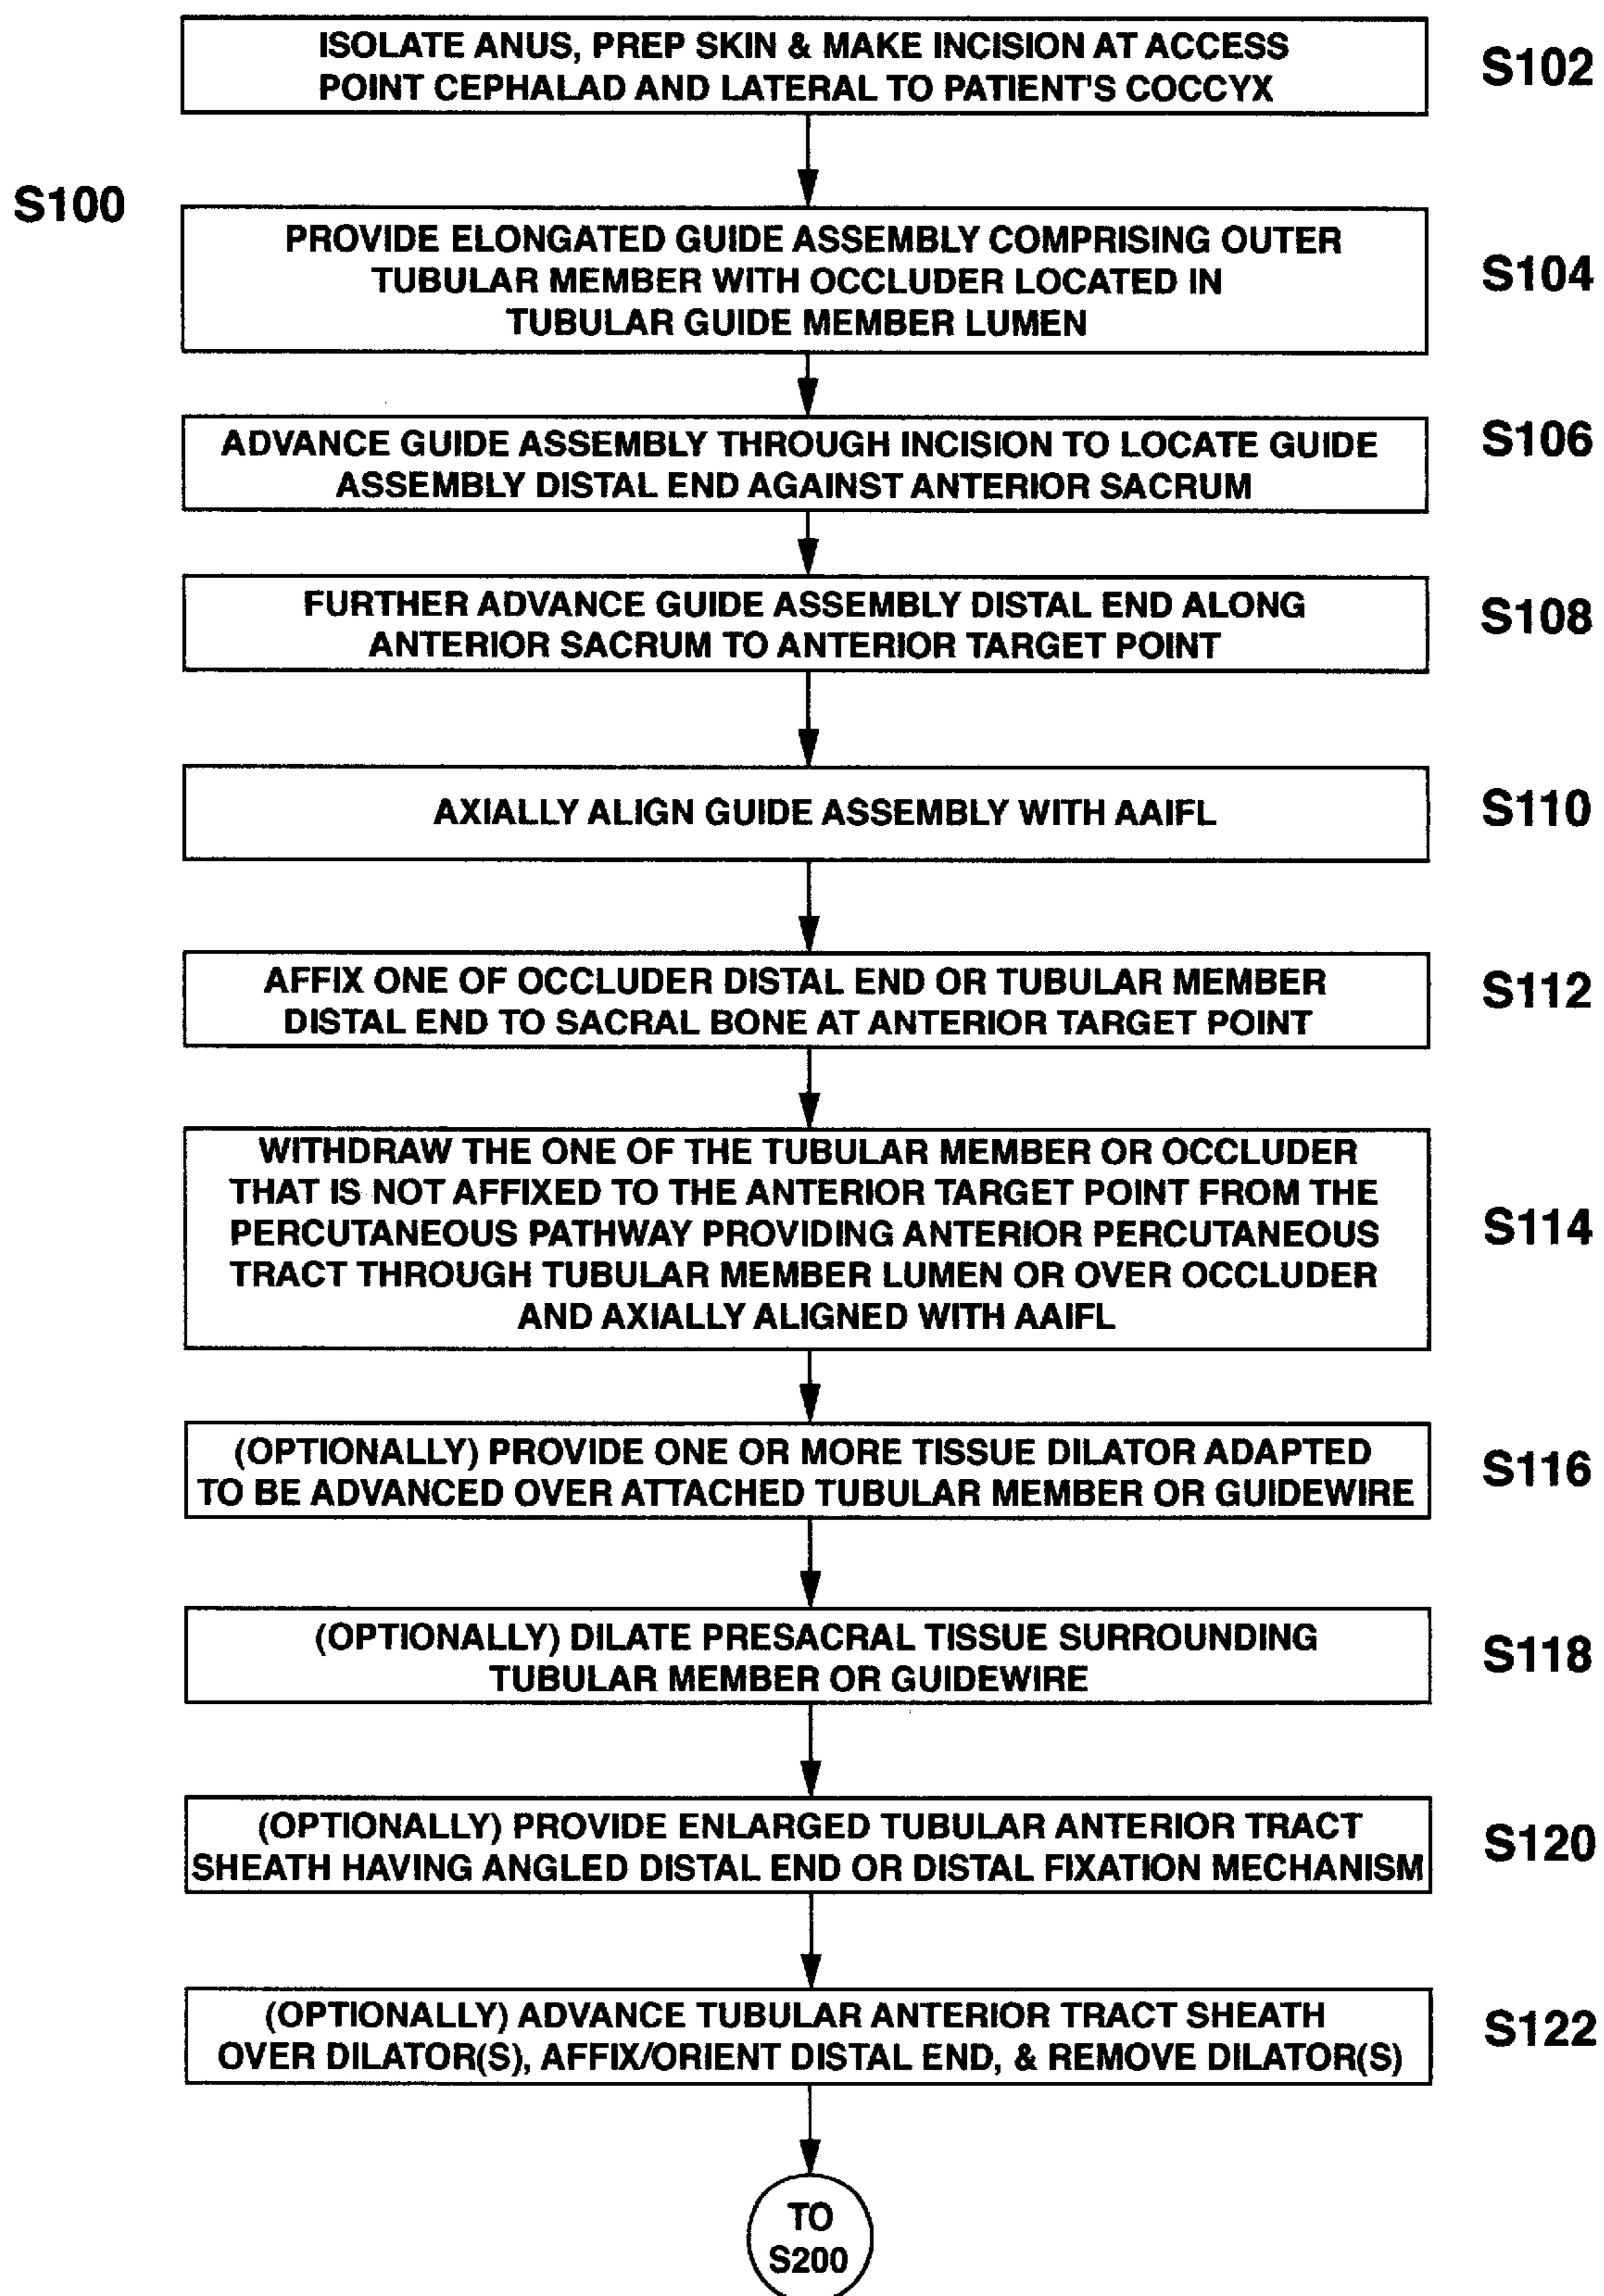 ISOLATE ANUS, PREP SKIN & MAKE INCISION AT ACCESS
POINT CEPHALAD AND LATERAL TO PATIENT'S COCCYX
S102
S100
PROVIDE ELONGATED GUIDE ASSEMBLY COMPRISING OUTER
TUBULAR MEMBER WITH OCCLUDER LOCATED IN
TUBULAR GUIDE MEMBER LUMEN
S104
ADVANCE GUIDE ASSEMBLY THROUGH INCISION TO LOCATE GUIDE
ASSEMBLY DISTAL END AGAINST ANTERIOR SACRUM
S106
FURTHER ADVANCE GUIDE ASSEMBLY DISTAL END ALONG
ANTERIOR SACRUM TO ANTERIOR TARGET POINT
S108
AXIALLY ALIGN GUIDE ASSEMBLY WITH AAIFL
S110
AFFIX ONE OF OCCLUDER DISTAL END OR TUBULAR MEMBER
DISTAL END TO SACRAL BONE AT ANTERIOR TARGET POINT
S112
WITHDRAW THE ONE OF THE TUBULAR MEMBER OR OCCLUDER
THAT IS NOT AFFIXED TO THE ANTERIOR TARGET POINT FROM THE
PERCUTANEOUS PATHWAY PROVIDING ANTERIOR PERCUTANEOUS
TRACT THROUGH TUBULAR MEMBER LUMEN OR OVER OCCLUDER
AND AXIALLY ALIGNED WITH AAIFL
S114
(OPTIONALLY) PROVIDE ONE OR MORE TISSUE DILATOR ADAPTED
TO BE ADVANCED OVER ATTACHED TUBULAR MEMBER OR GUIDEWIRE
S116
(OPTIONALLY) DILATE PRESACRAL TISSUE SURROUNDING
TUBULAR MEMBER OR GUIDEWIRE
S118
(OPTIONALLY) PROVIDE ENLARGED TUBULAR ANTERIOR TRACT
SHEATH HAVING ANGLED DISTAL END OR DISTAL FIXATION MECHANISM
S120
(OPTIONALLY) ADVANCE TUBULAR ANTERIOR TRACT SHEATH
OVER DILATOR(S), AFFIX/ORIENT DISTAL END, & REMOVE DILATOR(S)
S122
TO
S200